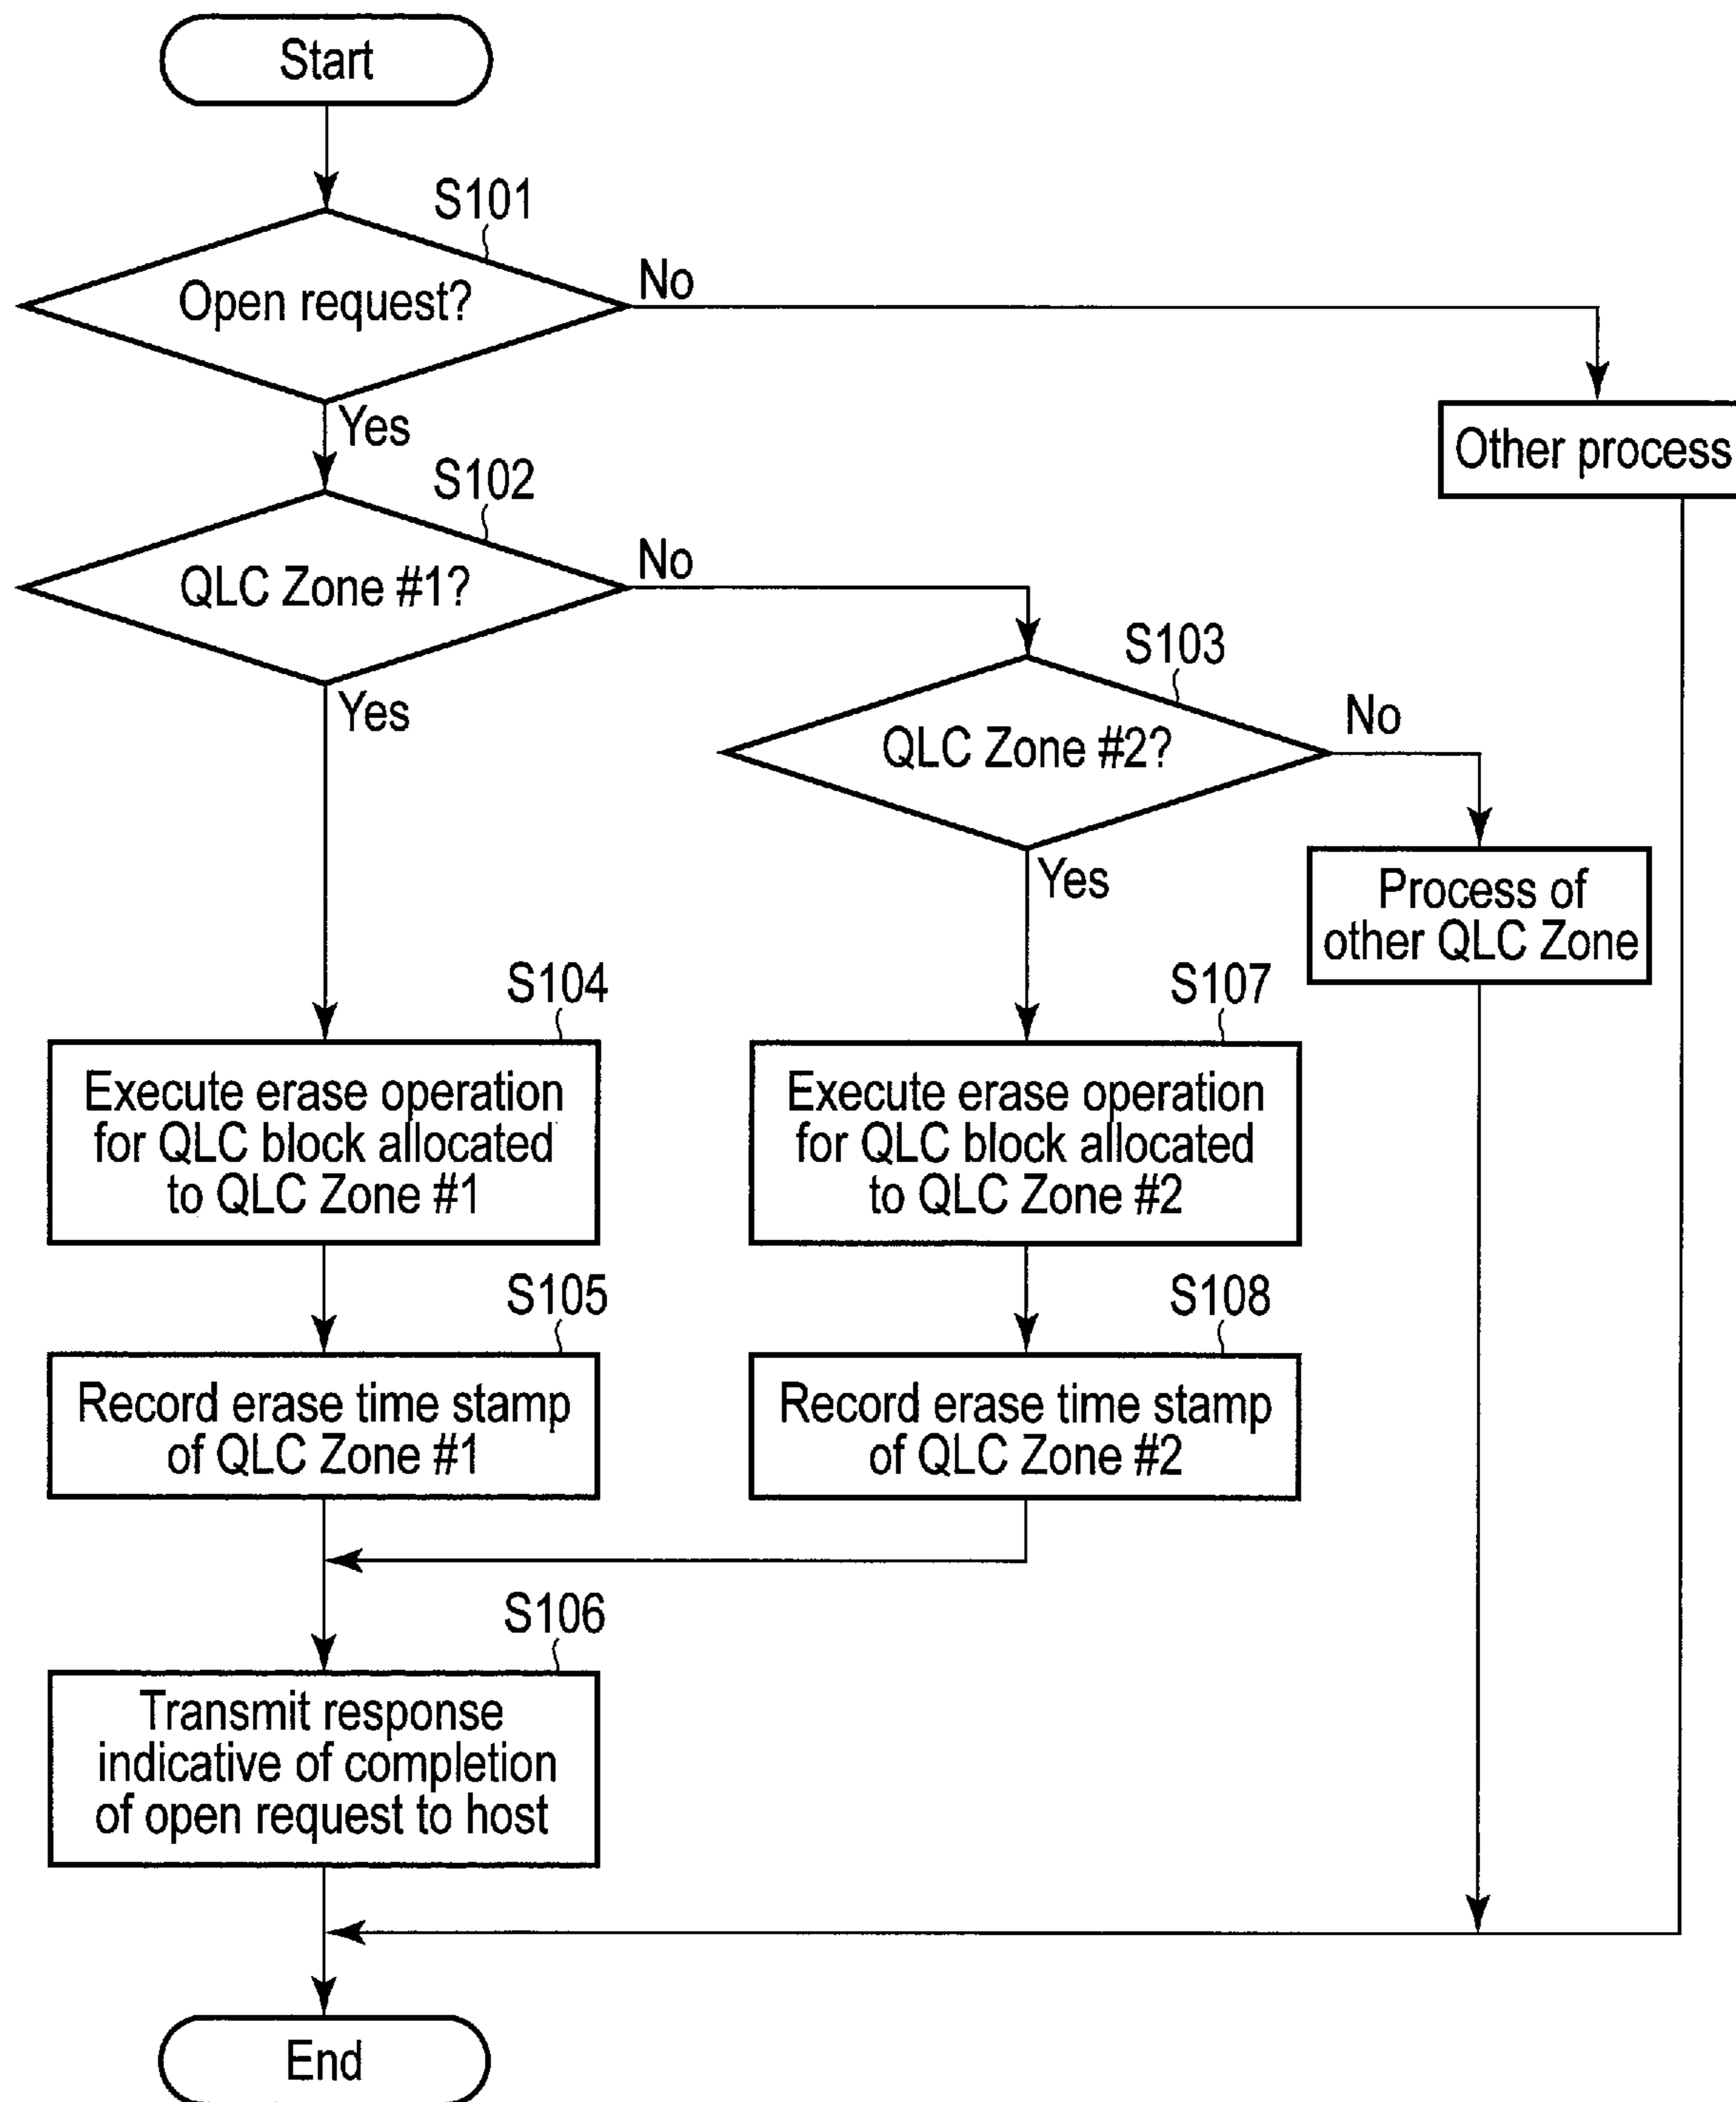 Start
S101
Open request?
No
Yes
Other process
S102
QLC Zone #1?
No
Yes
S103
QLC Zone #2?
No
Yes
Process of
other QLC Zone
S104
Execute erase operation
for QLC block allocated
to QLC Zone #1
S107
Execute erase operation
for QLC block allocated
to QLC Zone #2
S105
Record erase time stamp
of QLC Zone #1
S108
Record erase time stamp
of QLC Zone #2
S106
Transmit response
indicative of completion
of open request to host
End